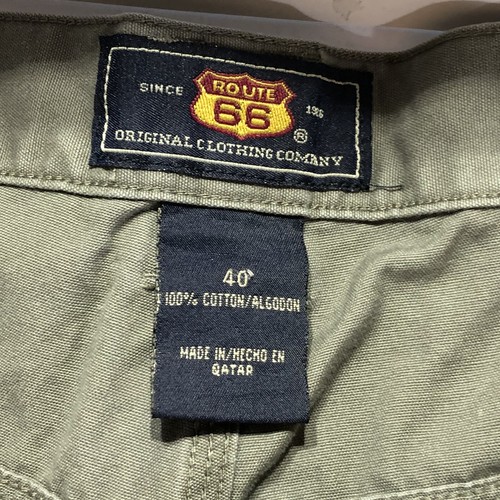 SINCE ROUTE 66 ®
ORIGINAL CLOTHING COMPANY
40
100% COTTON/ALGODON
MADE IN/HECHO EN
QATAR